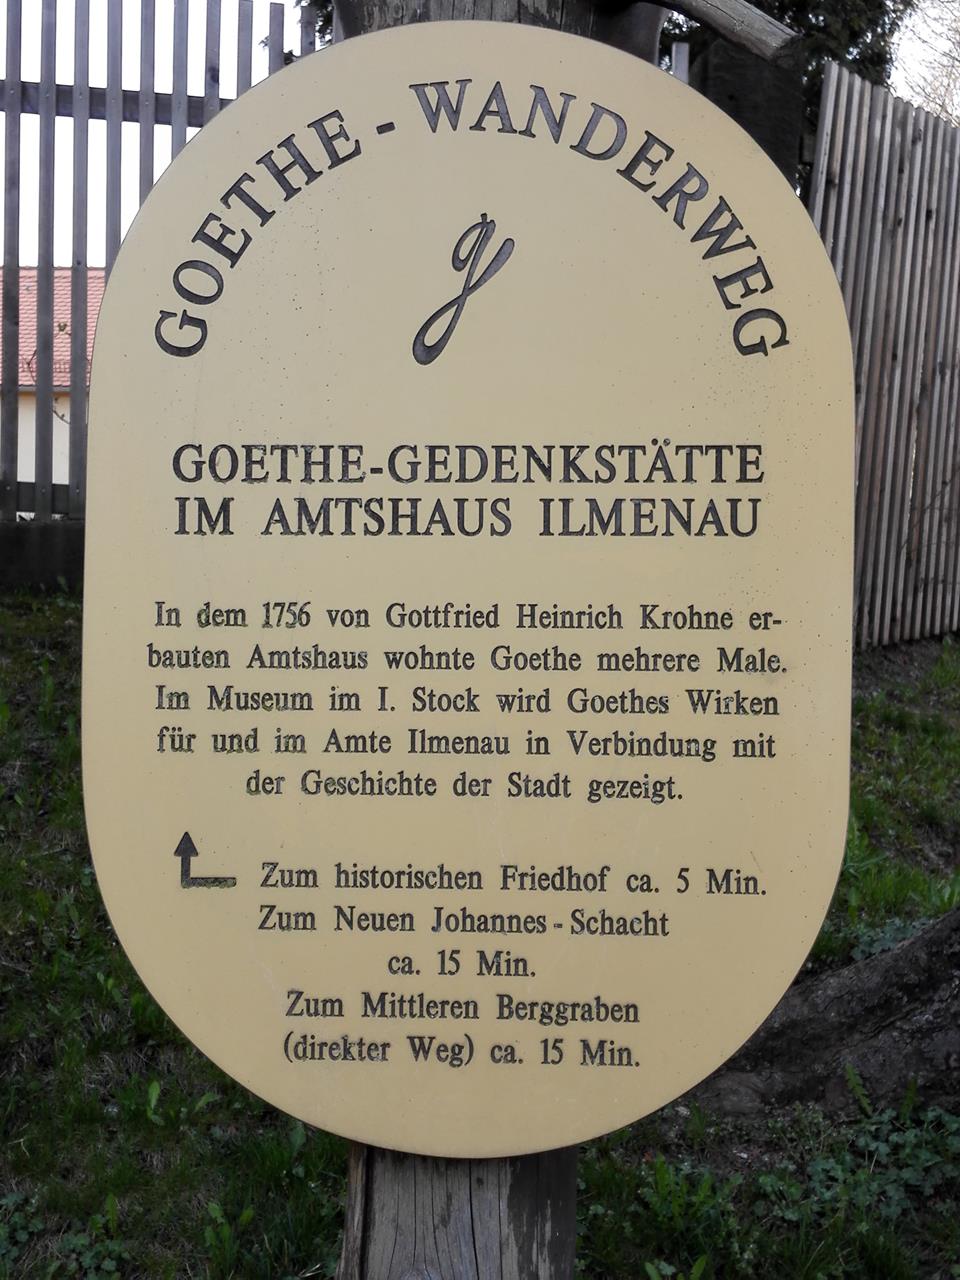 GOETHE-WANDERWEG
g
GOETHE-GEDENKSTÄTTE
IM AMTSHAUS ILMENAU
In dem 1756 von Gottfried Heinrich Krohne er-
bauten Amtshaus wohnte Goethe mehrere Male.
Im Museum im I. Stock wird Goethes Wirken
für und im Amte Ilmenau in Verbindung mit
der Geschichte der Stadt gezeigt.
Zum historischen Friedhof ca. 5 Min.
Zum Neuen Johannes-Schacht
ca. 15 Min.
Zum Mittleren Berggraben
(direkter Weg) ca. 15 Min.